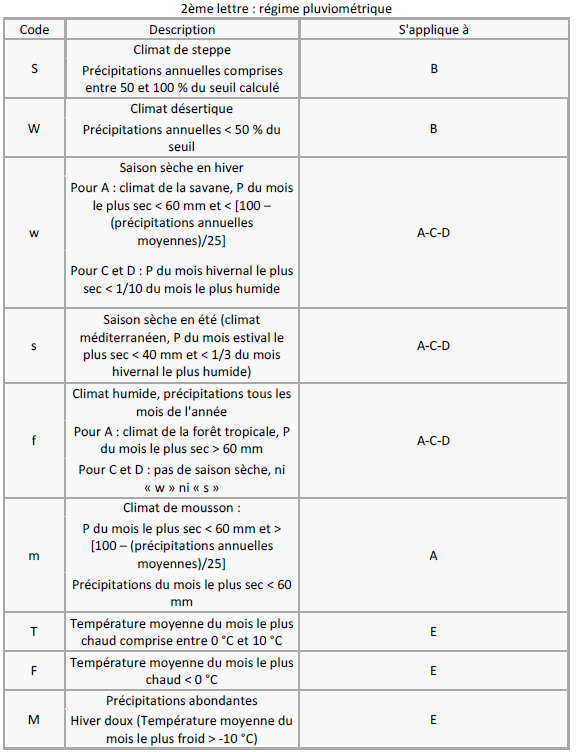 2ème lettre : régime pluviométrique
Code Description S'applique à
Climat de steppe
S Précipitations annuelles comprises B
entre 50 et 100 % du seuil calculé
Climat désertique
W Précipitations annuelles < 50 % du B
seuil
Saison sèche en hiver
Pour A : climat de la savane, P du mois
le plus sec < 60 mm et < [100 –
(précipitations annuelles
w moyennes)/25] A-C-D
Pour C et D : P du mois hivernal le plus
sec < 1/10 du mois le plus humide
Saison sèche en été (climat
méditerranéen, P du mois estival le
s plus sec < 40 mm et < 1/3 du mois A-C-D
hivernal le plus humide)
Climat humide, précipitations tous les
mois de l'année
f Pour A : climat de la forêt tropicale, P A-C-D
du mois le plus sec > 60 mm
Pour C et D : pas de saison sèche, ni
« w » ni « s »
Climat de mousson :
P du mois le plus sec < 60 mm et >
[100 – (précipitations annuelles
m moyennes)/25] A
Précipitations du mois le plus sec < 60
mm
T Température moyenne du mois le plus E
chaud comprise entre 0 °C et 10 °C
F Température moyenne du mois le plus E
chaud < 0 °C
Précipitations abondantes
M Hiver doux (Température moyenne du E
mois le plus froid > -10 °C)